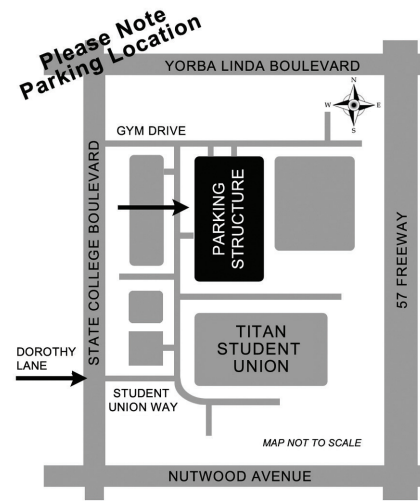 Please Note
Parking Location
YORBA LINDA BOULEVARD
N
W E
S
GYM DRIVE
STATE COLLEGE BOULEVARD
PARKING
STRUCTURE
57 FREEWAY
TITAN
STUDENT
UNION
DOROTHY
LANE
STUDENT
UNION WAY
MAP NOT TO SCALE
NUTWOOD AVENUE